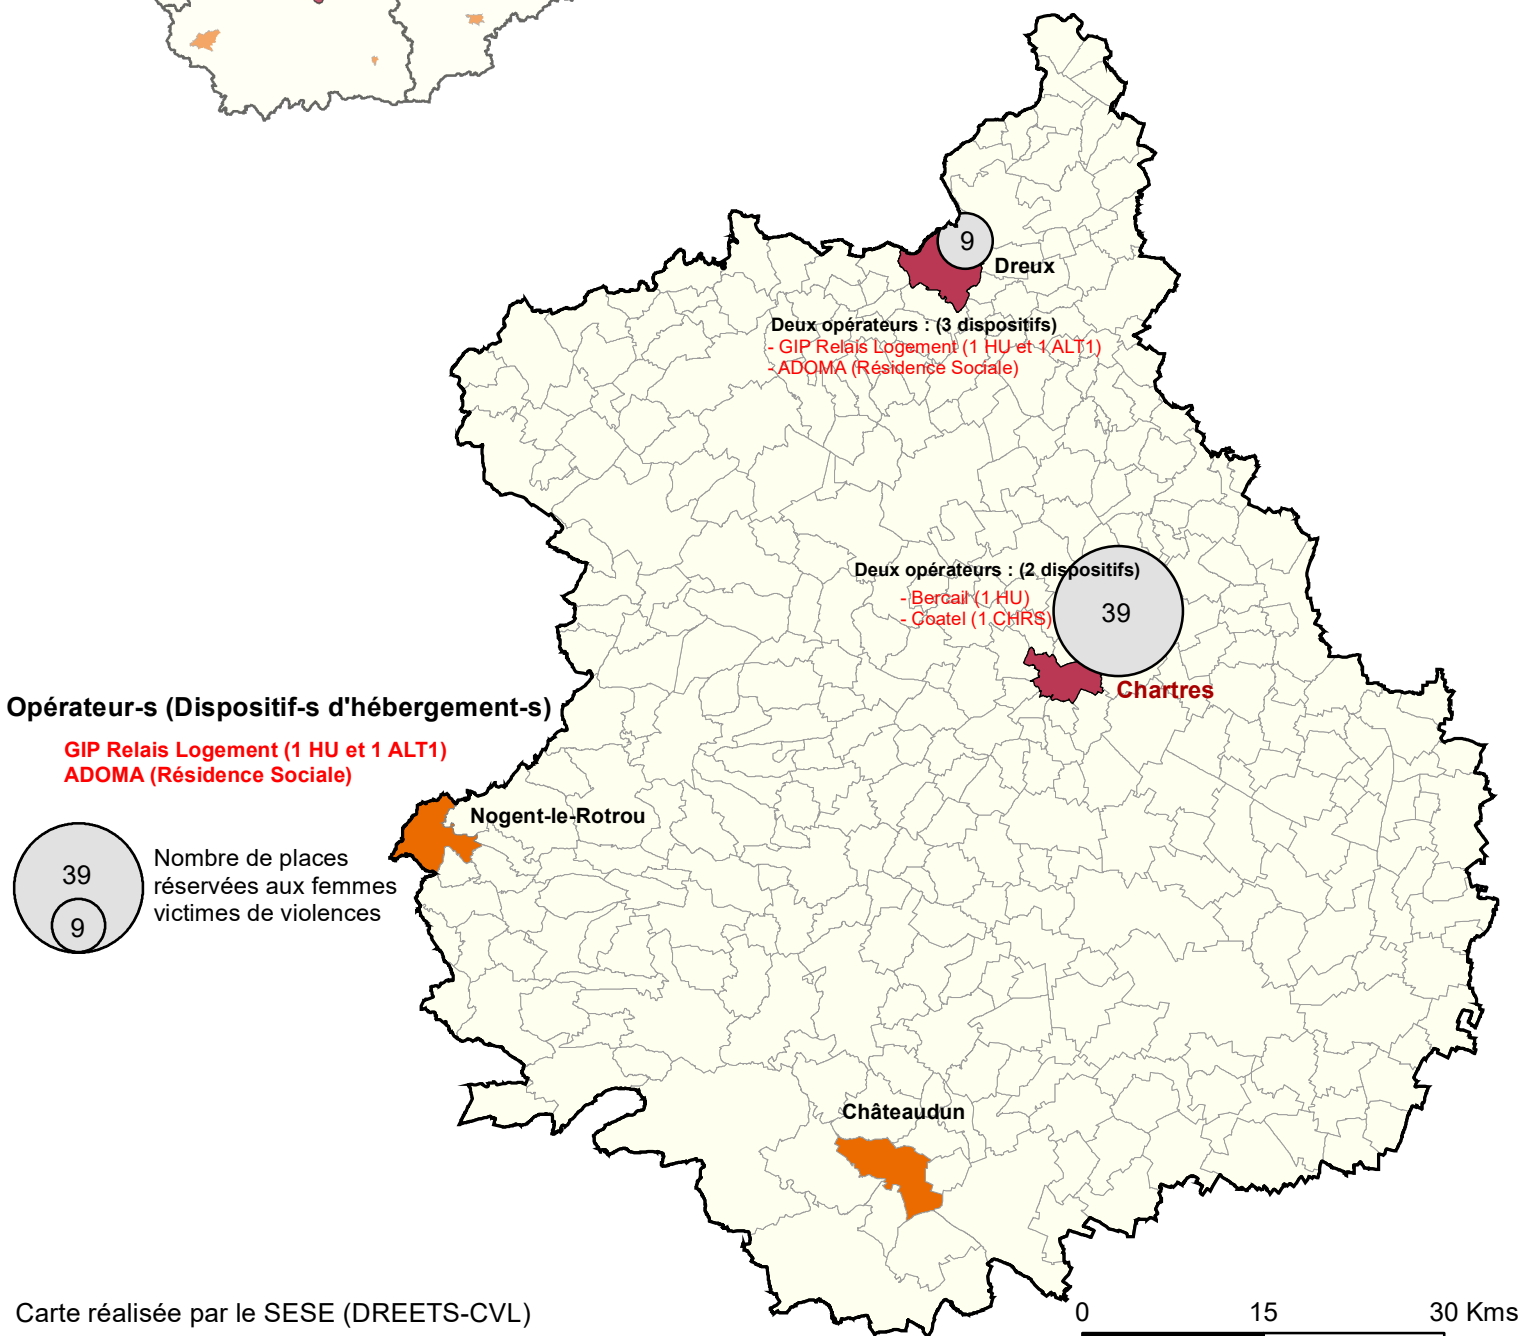 9
Dreux
Deux opérateurs : (3 dispositifs)
- GIP Relais Logement (1 HU et 1 ALT1)
- ADOMA (Résidence Sociale)
Deux opérateurs : (2 dispositifs)
- Bercail (1 HU)
- Coatel (1 CHRS)
39
Chartres
Opérateur-s (Dispositif-s d'hébergement-s)
GIP Relais Logement (1 HU et 1 ALT1)
ADOMA (Résidence Sociale)
Nogent-le-Rotrou
39
9
Nombre de places
réservées aux femmes
victimes de violences
Châteaudun
Carte réalisée par le SESE (DREETS-CVL)
0 15 30 Kms